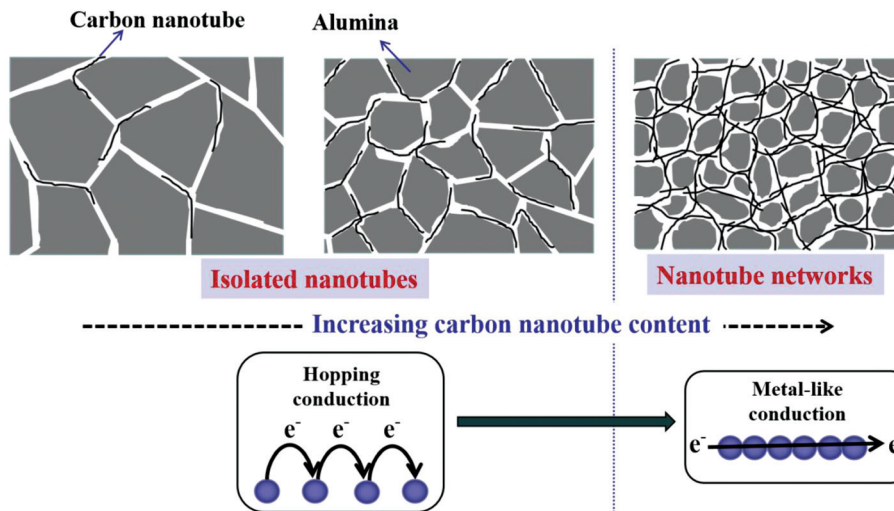 Carbon nanotube
Alumina
Isolated nanotubes
Nanotube networks
Increasing carbon nanotube content
Hopping
conduction
e⁻ e⁻ e⁻
Metal-like
conduction
e⁻ e